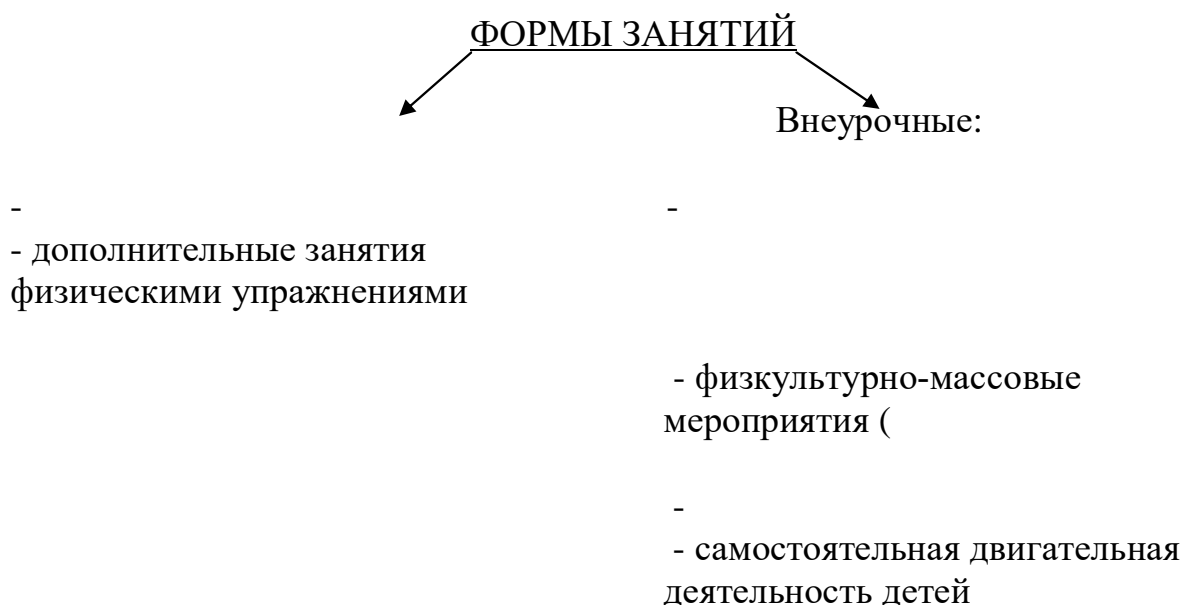 ФОРМЫ ЗАНЯТИЙ
Внеурочные:
-
- дополнительные занятия
физическими упражнениями
-
- физкультурно-массовые
мероприятия (
-
- самостоятельная двигательная
деятельность детей